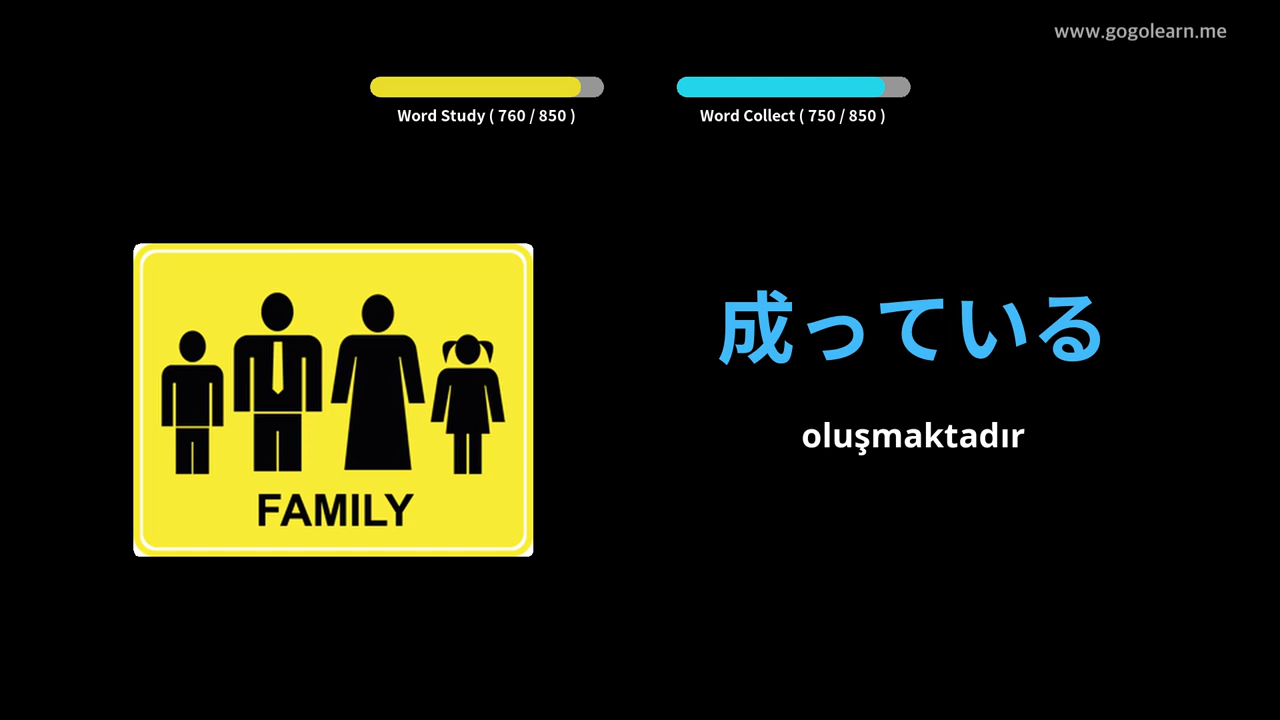 www.gogolearn.me
Word Study ( 760 / 850 )
Word Collect ( 750 / 850 )
FAMILY
成っている
oluşmaktadır